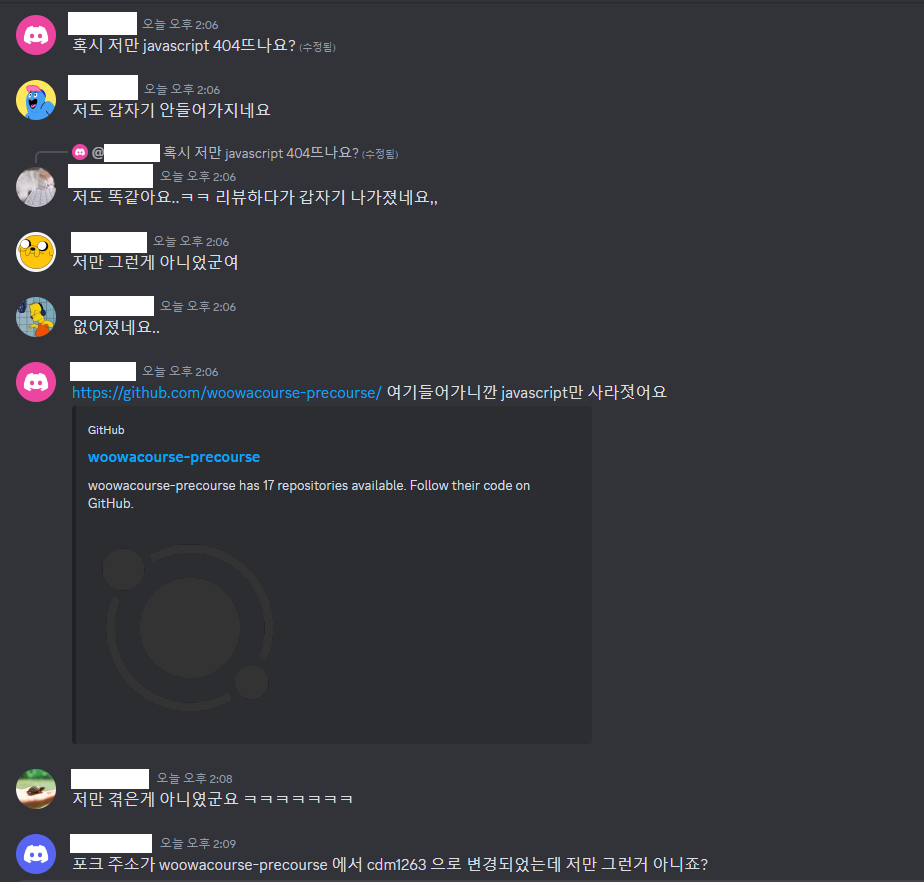 오늘 오후 2:06
혹시 저만 javascript 404뜨나요? (수정됨)
오늘 오후 2:06
저도 갑자기 안들어가지네요
@ 혹시 저만 javascript 404뜨나요? (수정됨)
오늘 오후 2:06
저도 똑같아요..ㅋㅋ 리뷰하다가 갑자기 나가졌네요,,
오늘 오후 2:06
저만 그런게 아니었군여
오늘 오후 2:06
없어졌네요..
오늘 오후 2:06
https://github.com/woowacourse-precourse/ 여기들어가니깐 javascript만 사라젓어요
GitHub
woowacourse-precourse
woowacourse-precourse has 17 repositories available. Follow their code on
GitHub.
오늘 오후 2:08
저만 겪은게 아니였군요 ㅋㅋㅋㅋㅋㅋㅋ
오늘 오후 2:09
포크 주소가 woowacourse-precourse 에서 cdm1263 으로 변경되었는데 저만 그런거 아니죠?